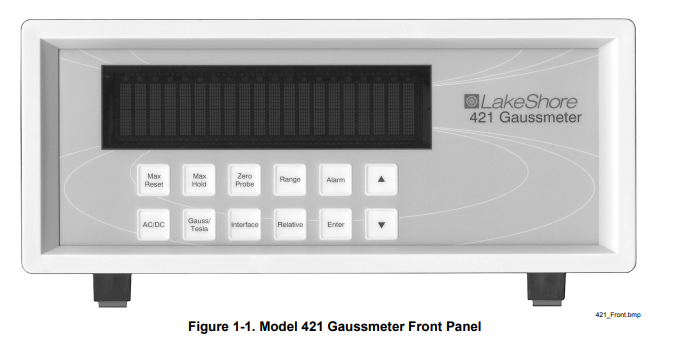 LakeShore
421 Gaussmeter
Max
Reset
Max
Hold
Zero
Probe
Range
Alarm
▲
AC/DC
Gauss/
Tesla
Interface
Relative
Enter
▼
421_Front.bmp
Figure 1-1. Model 421 Gaussmeter Front Panel